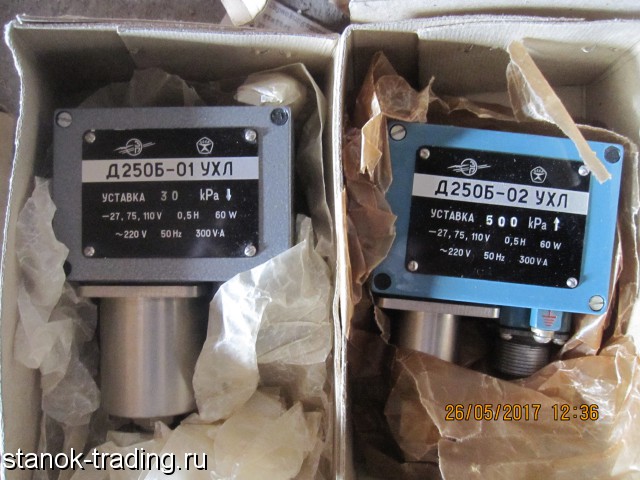 Д250Б-01 УХЛ
УСТАВКА 30 kPa ↓
—27, 75, 110 V 0,5 H 60 W
~220 V 50 Hz 300 V·A
Д250Б-02 УХЛ
УСТАВКА 500 kPa ↑
—27, 75, 110 V 0,5 H 60 W
~220 V 50 Hz 300 V·A
26/05/2017 12:36
stanok-trading.ru